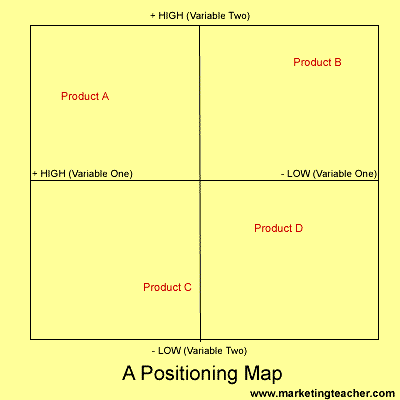 + HIGH (Variable Two)
Product B
Product A
+ HIGH (Variable One)
- LOW (Variable One)
Product D
Product C
- LOW (Variable Two)
A Positioning Map
www.marketingteacher.com